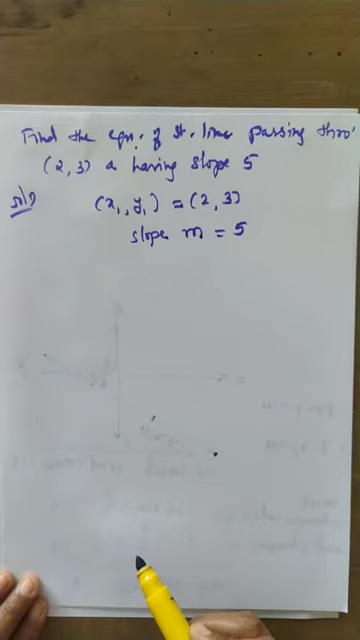 Find the eqn. of st. line passing thro'
(2, 3) & having slope 5
soln
(x₁, y₁) = (2, 3)
slope m = 5